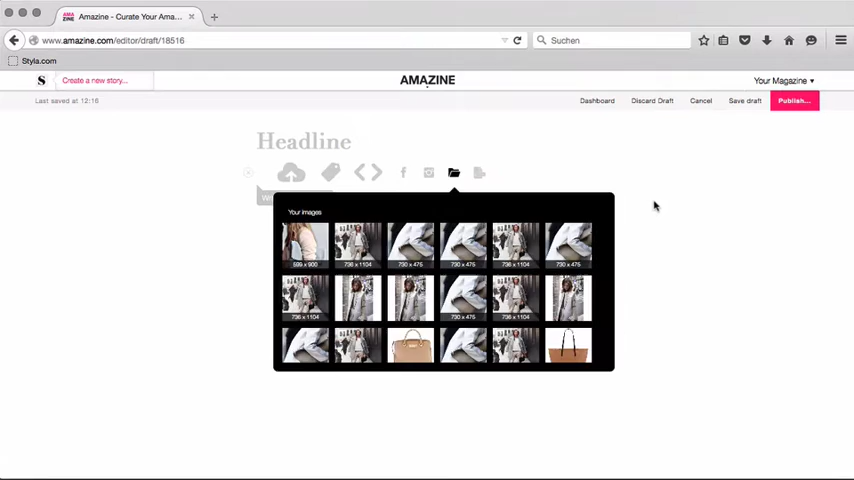 AMA
ZINE
Amazine - Curate Your Ama...
www.amazine.com/editor/draft/18516
Suchen
Styla.com
S
Create a new story...
AMAZINE
Your Magazine
Last saved at 12:16
Dashboard
Discard Draft
Cancel
Save draft
Publish...
Headline
Your images
599 x 900
736 x 1104
730 x 475
730 x 475
736 x 1104
730 x 475
736 x 1104
730 x 475
736 x 1104